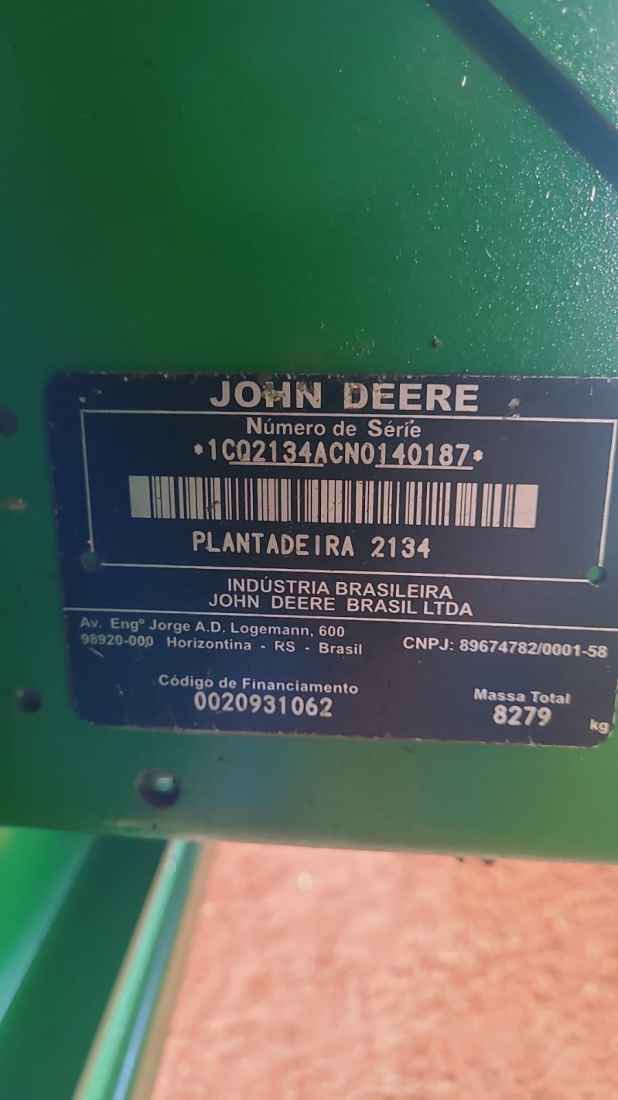 JOHN DEERE
Número de Série
*1CQ2134ACN0140187*
PLANTADEIRA 2134
INDÚSTRIA BRASILEIRA
JOHN DEERE BRASIL LTDA
Av. Engº Jorge A.D. Logemann, 600
98920-000 Horizontina - RS - Brasil
CNPJ: 89674782/0001-58
Código de Financiamento
0020931062
Massa Total
8279 kg